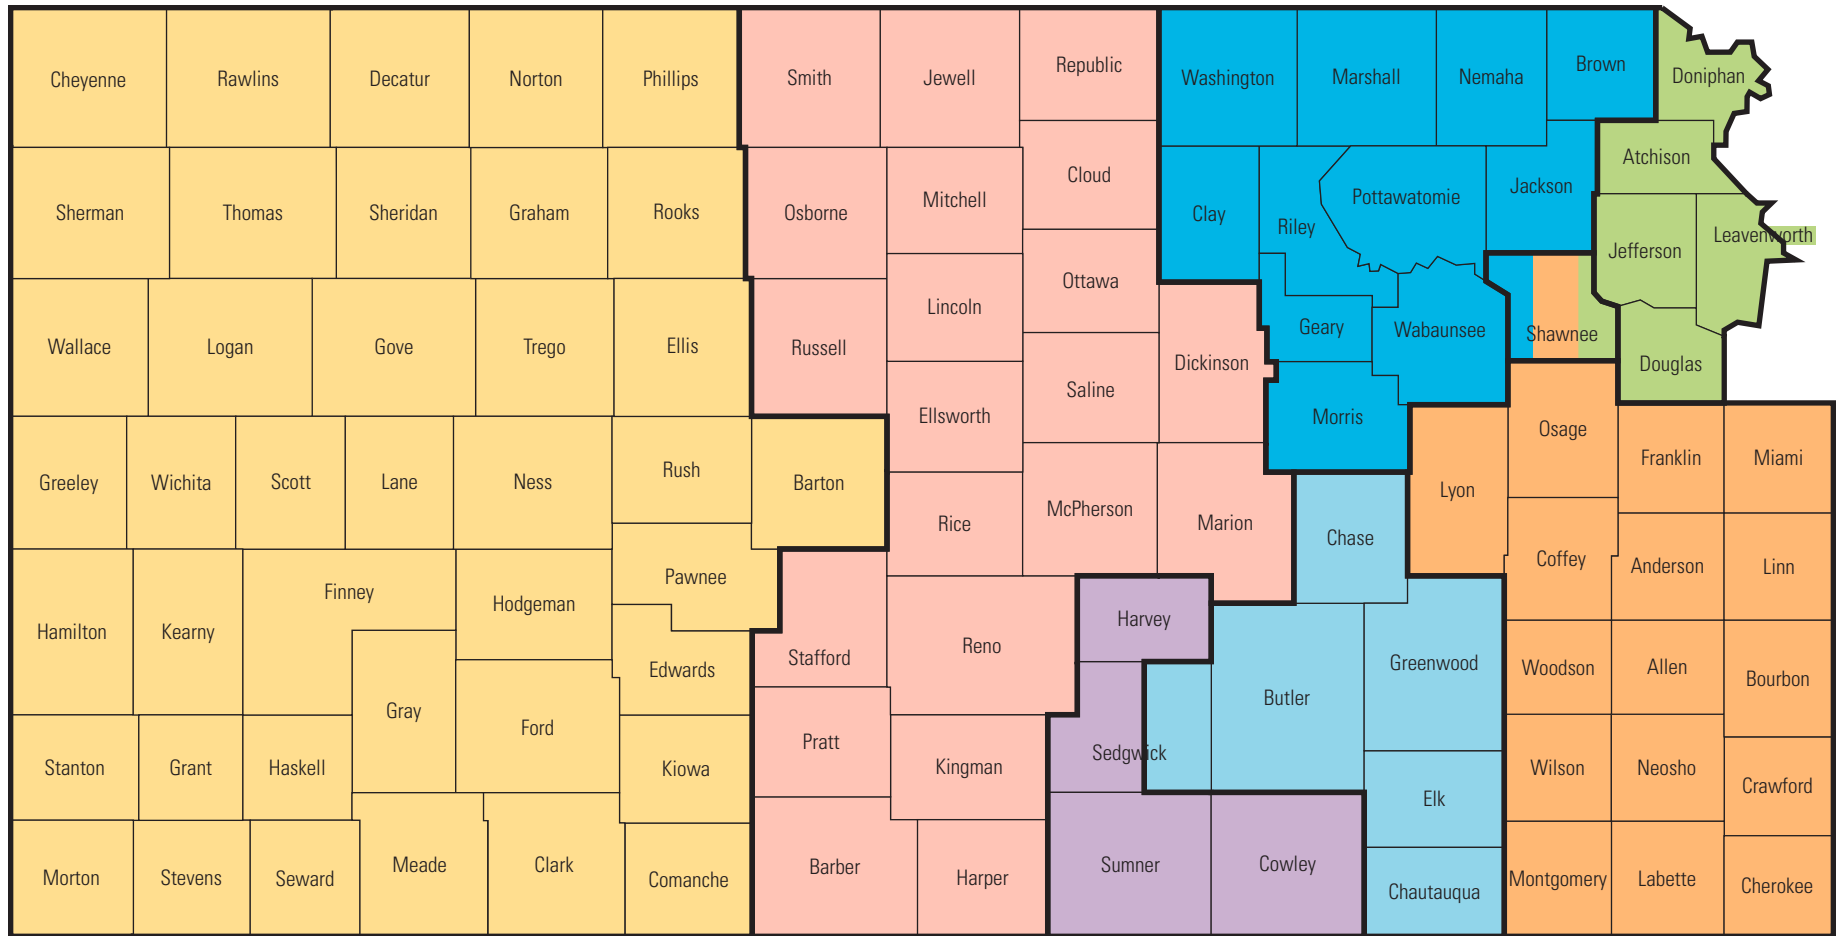 Cheyenne
Rawlins
Decatur
Norton
Phillips
Smith
Jewell
Republic
Washington
Marshall
Nemaha
Brown
Doniphan
Sherman
Thomas
Sheridan
Graham
Rooks
Osborne
Mitchell
Cloud
Clay
Riley
Pottawatomie
Jackson
Atchison
Jefferson
Leavenworth
Wallace
Logan
Gove
Trego
Ellis
Russell
Lincoln
Ottawa
Saline
Dickinson
Geary
Wabaunsee
Shawnee
Douglas
Greeley
Wichita
Scott
Lane
Ness
Rush
Barton
Ellsworth
Morris
Osage
Franklin
Miami
Lyon
Rice
McPherson
Marion
Chase
Coffey
Anderson
Linn
Hamilton
Kearny
Finney
Hodgeman
Pawnee
Edwards
Stafford
Reno
Harvey
Butler
Greenwood
Woodson
Allen
Bourbon
Gray
Ford
Stanton
Grant
Haskell
Kiowa
Pratt
Kingman
Sedgwick
Elk
Wilson
Neosho
Crawford
Morton
Stevens
Seward
Meade
Clark
Comanche
Barber
Harper
Sumner
Cowley
Chautauqua
Montgomery
Labette
Cherokee